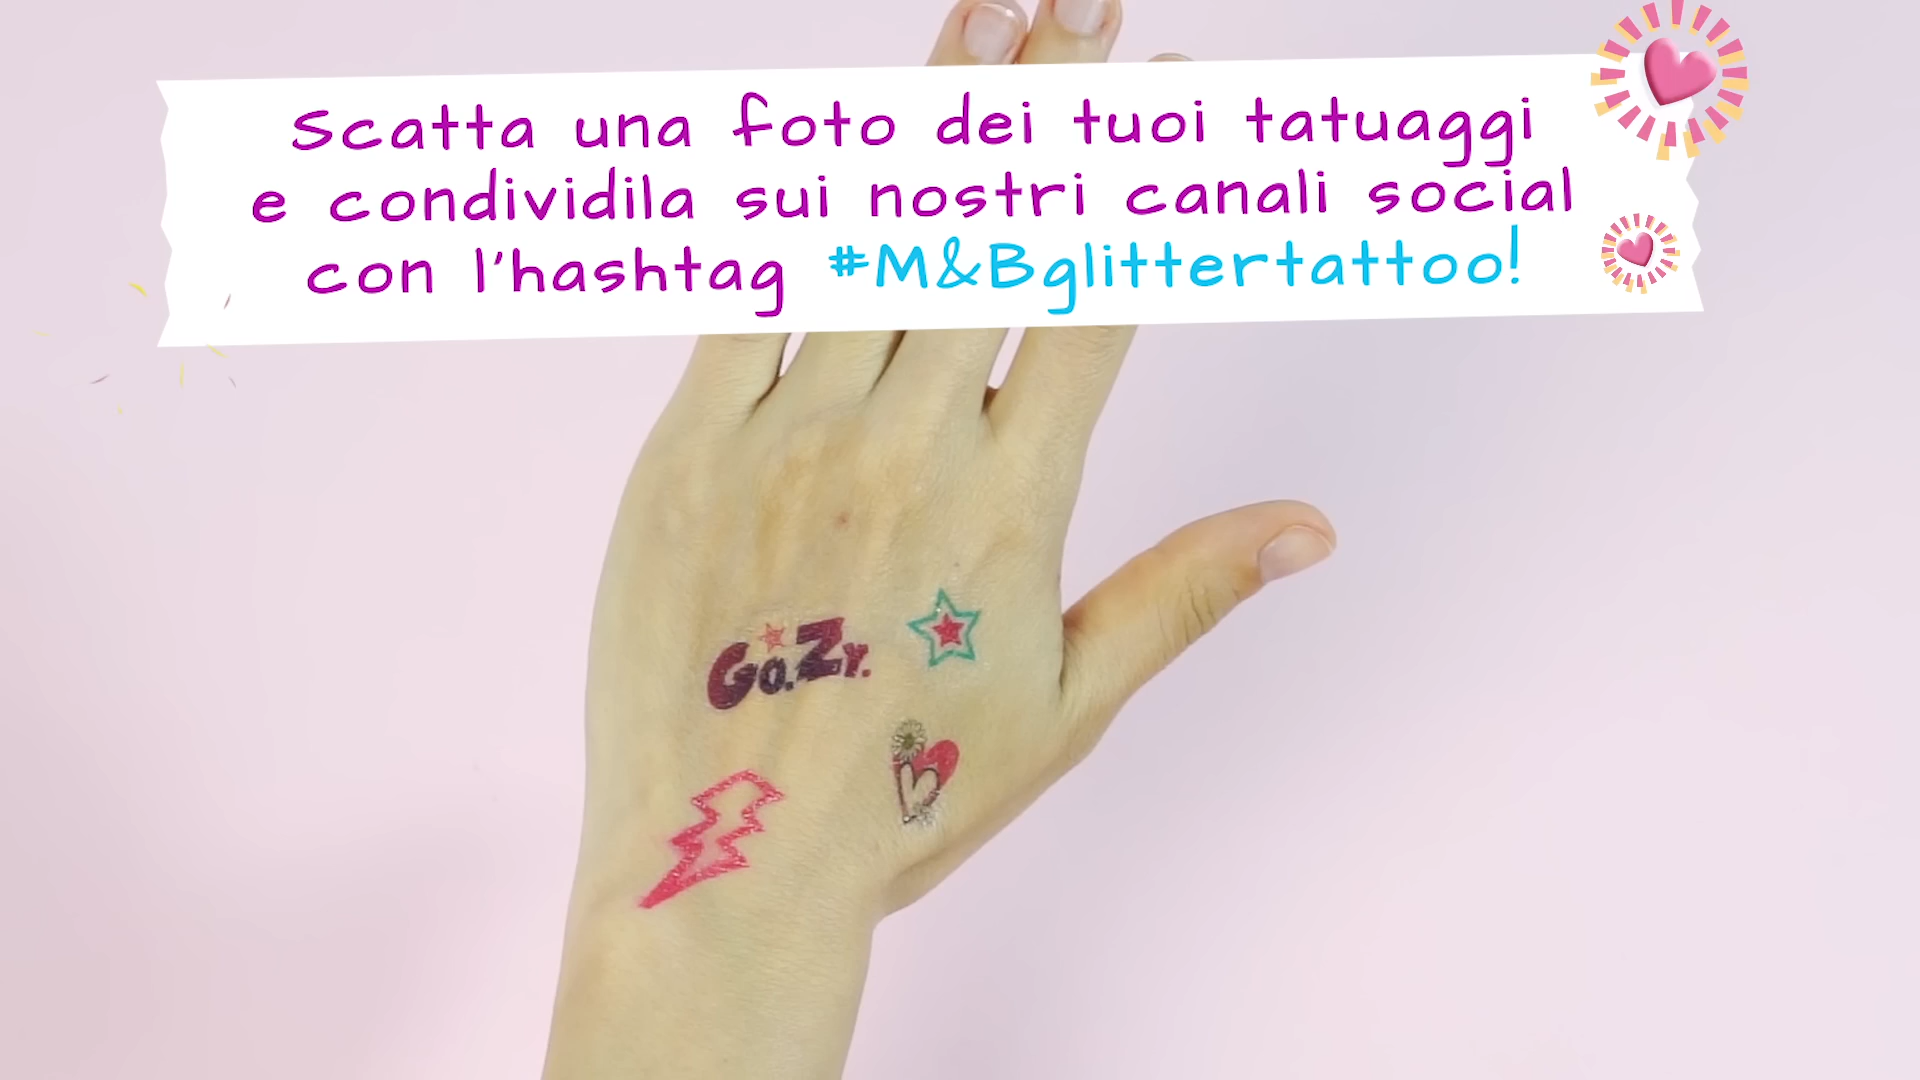 Scatta una foto dei tuoi tatuaggi
e condividila sui nostri canali social
con l'hashtag #M&Bglittertattoo!
Go.Zy.